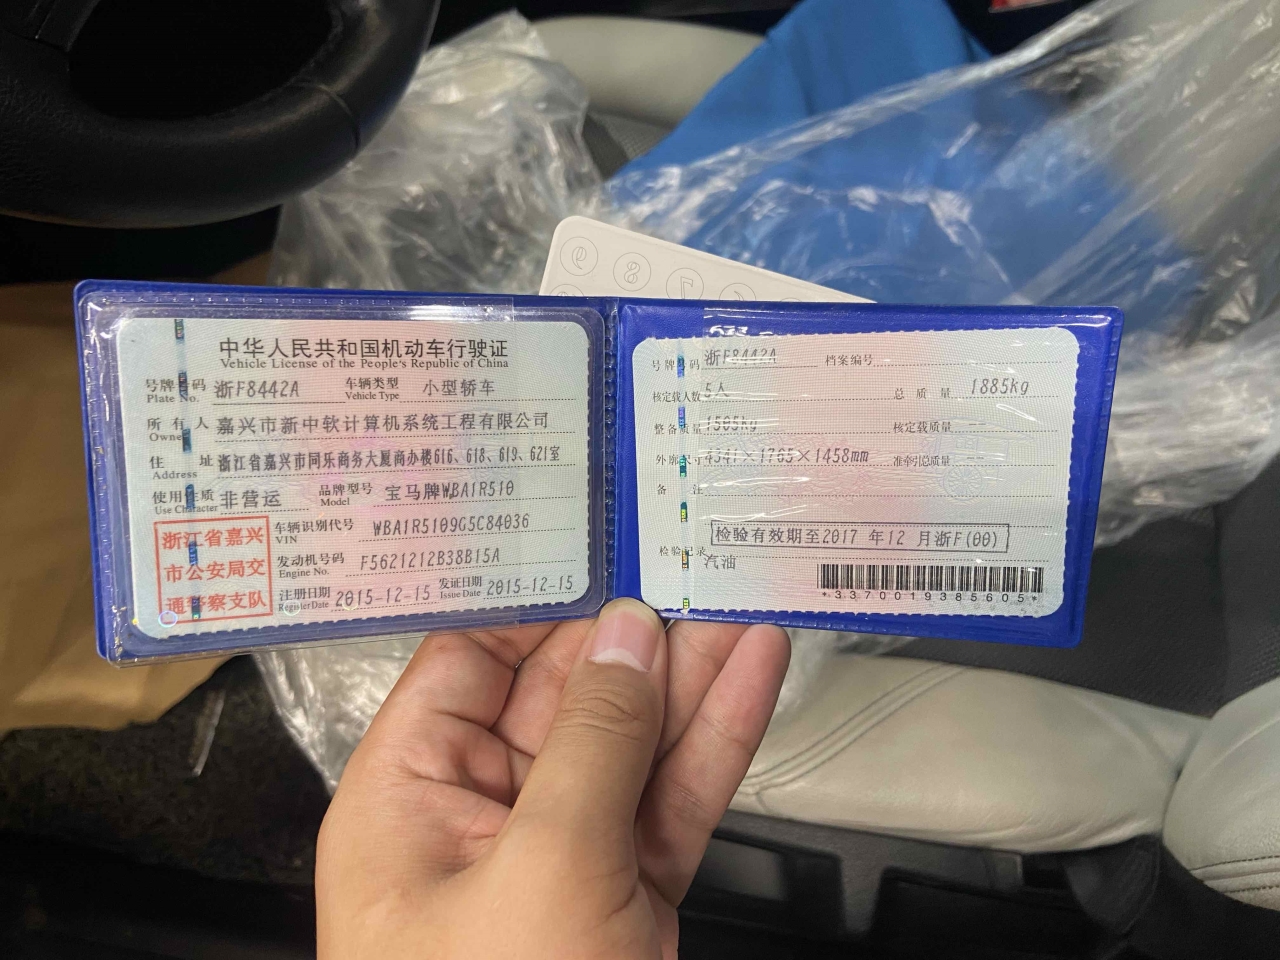 中华人民共和国机动车行驶证
Vehicle License of the People's Republic of China
号牌号码 浙F8442A 车辆类型 小型轿车
Plate No. Vehicle Type
所有人 嘉兴市新中软计算机系统工程有限公司
Owner
住址 浙江省嘉兴市同乐商务大厦商办楼616、618、619、621室
Address
使用性质 非营运 品牌型号 宝马牌WBA1R510
Use Character Model
浙江省嘉兴
市公安局交
通警察支队
车辆识别代号 WBA1R5109G5C84036
VIN
发动机号码 F5621212B38B15A
Engine No.
注册日期 2015-12-15 发证日期 2015-12-15
Register Date Issue Date
号牌号码 浙F8442A 档案编号
核定载人数 5人 总质量 1885kg
整备质量 1505kg 核定载质量 --
外廓尺寸 4341×1765×1458mm 准牵引总质量 --
备注
检验有效期至2017 年12 月浙F(00)
检验记录
汽油
*3370019385605*
9 8 7